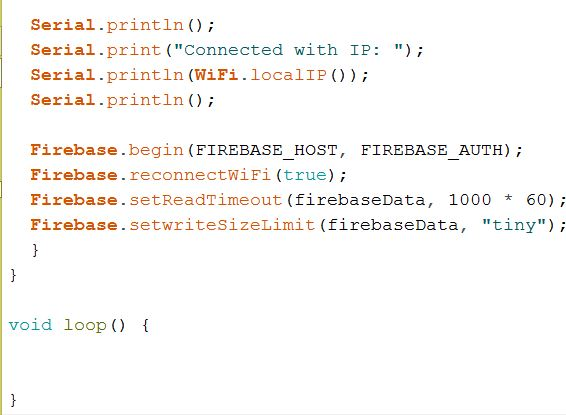 Serial.println();
Serial.print("Connected with IP: ");
Serial.println(WiFi.localIP());
Serial.println();
Firebase.begin(FIREBASE_HOST, FIREBASE_AUTH);
Firebase.reconnectWiFi(true);
Firebase.setReadTimeout(firebaseData, 1000 * 60);
Firebase.setwriteSizeLimit(firebaseData, "tiny");
}
}
void loop() {
}